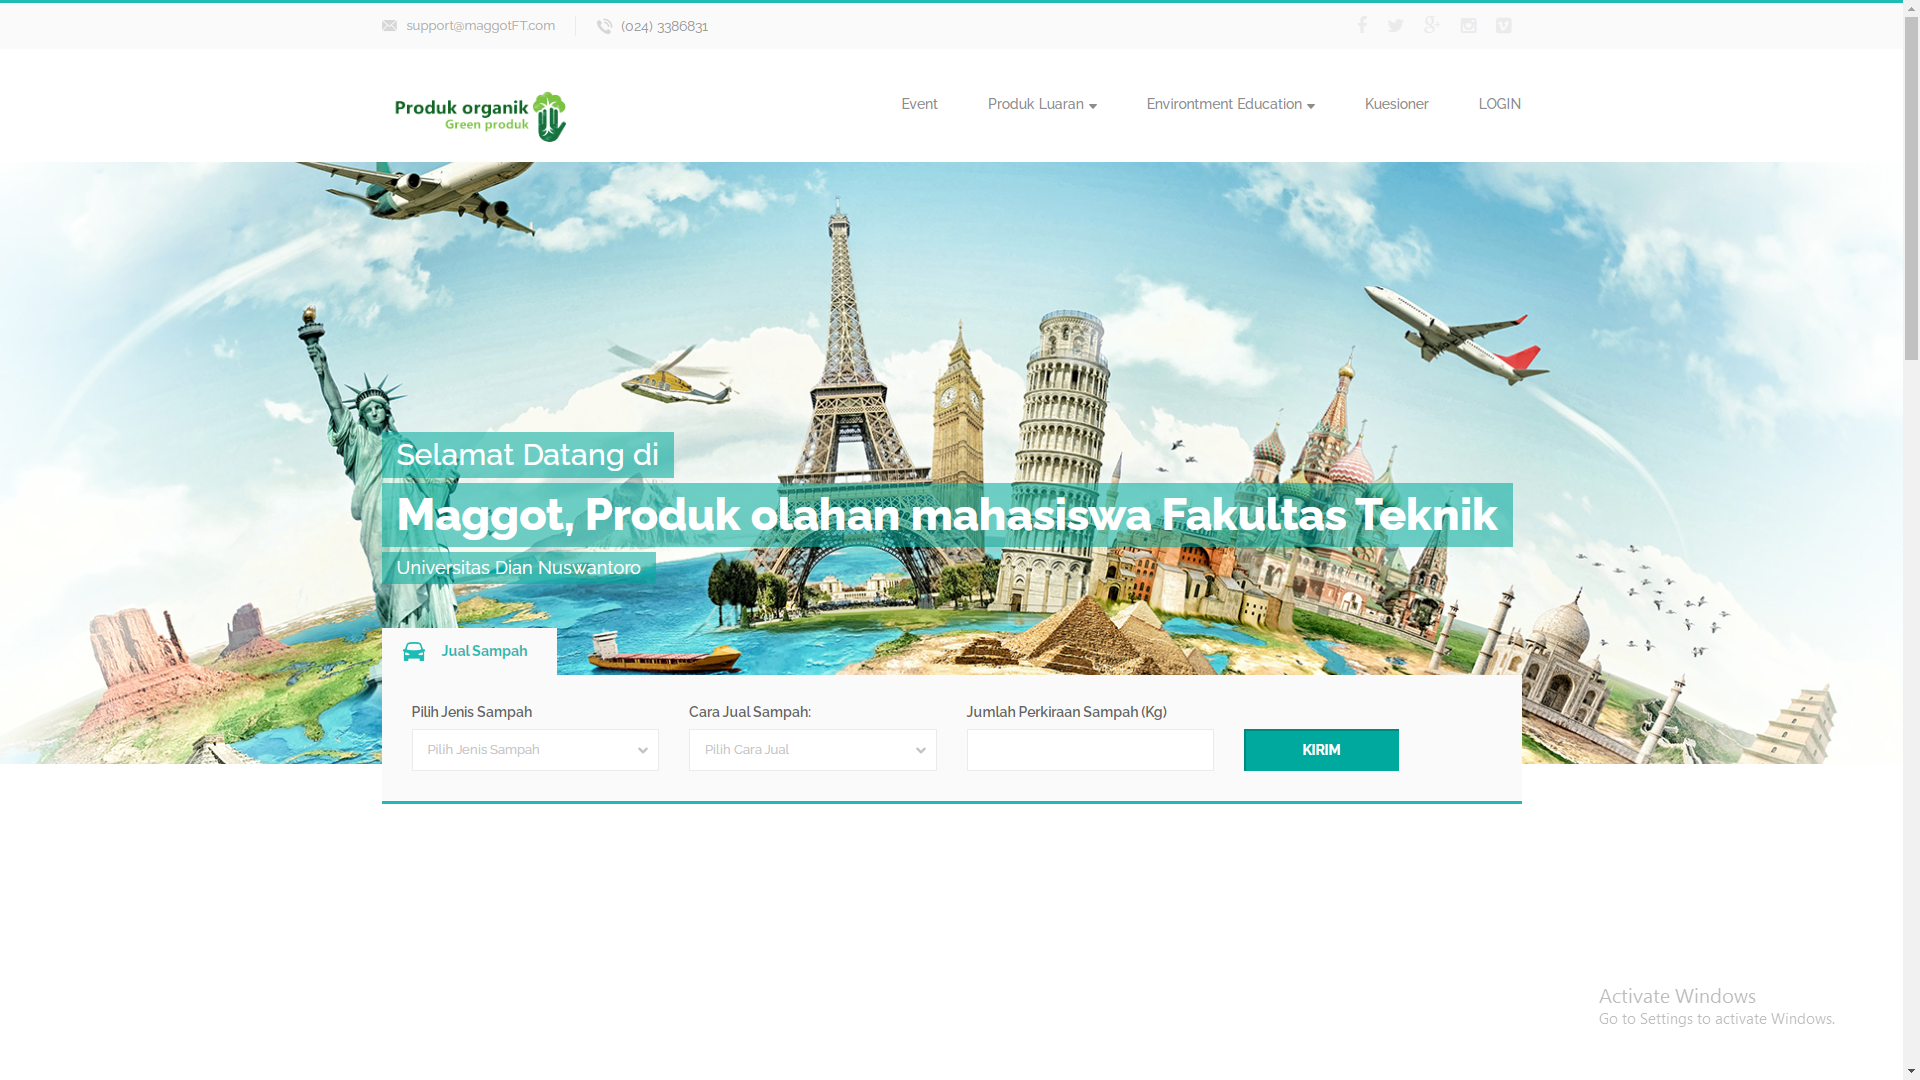 support@maggotFT.com
(024) 3386831
Produk organik
Green produk
Event
Produk Luaran
Environtment Education
Kuesioner
LOGIN
Selamat Datang di
Maggot, Produk olahan mahasiswa Fakultas Teknik
Universitas Dian Nuswantoro
Jual Sampah
Pilih Jenis Sampah
Cara Jual Sampah:
Jumlah Perkiraan Sampah (Kg)
Pilih Jenis Sampah
Pilih Cara Jual
KIRIM
Activate Windows
Go to Settings to activate Windows.